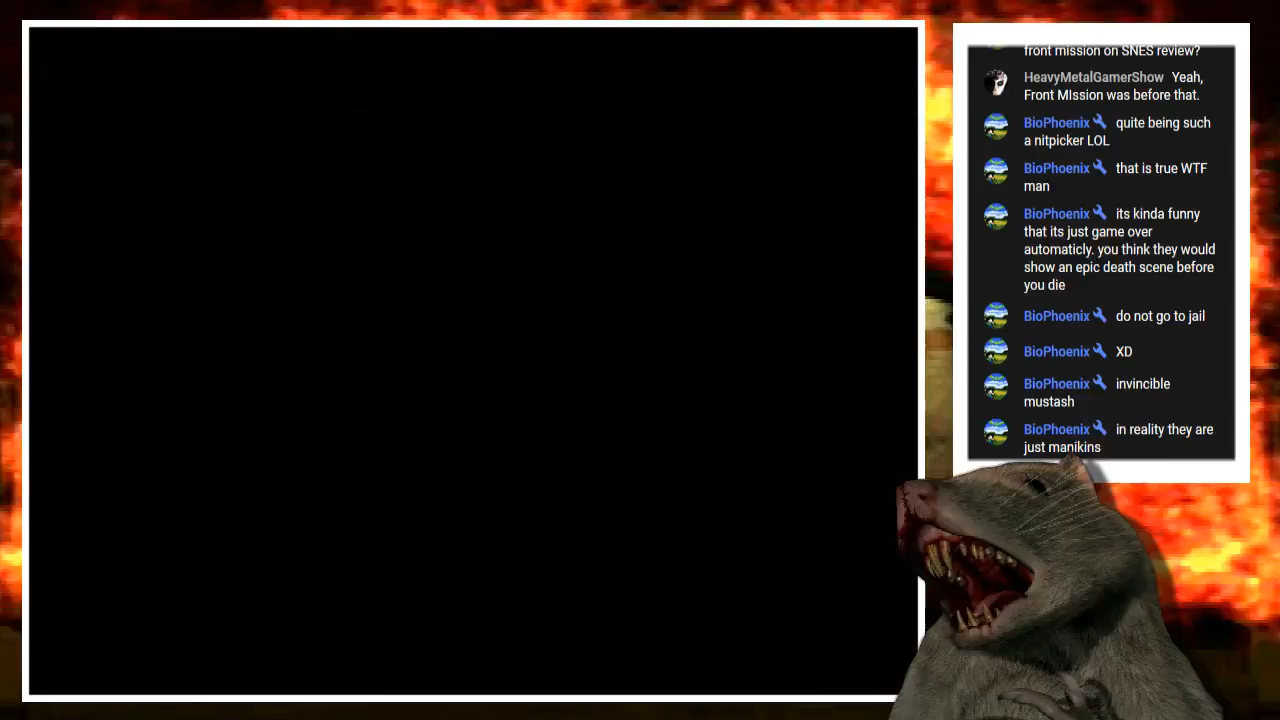 front mission on SNES review?
HeavyMetalGamerShow Yeah,
Front MIssion was before that.
BioPhoenix quite being such
a nitpicker LOL
BioPhoenix that is true WTF
man
BioPhoenix its kinda funny
that its just game over
automaticly. you think they would
show an epic death scene before
you die
BioPhoenix do not go to jail
BioPhoenix XD
BioPhoenix invincible
mustash
BioPhoenix in reality they are
just manikins